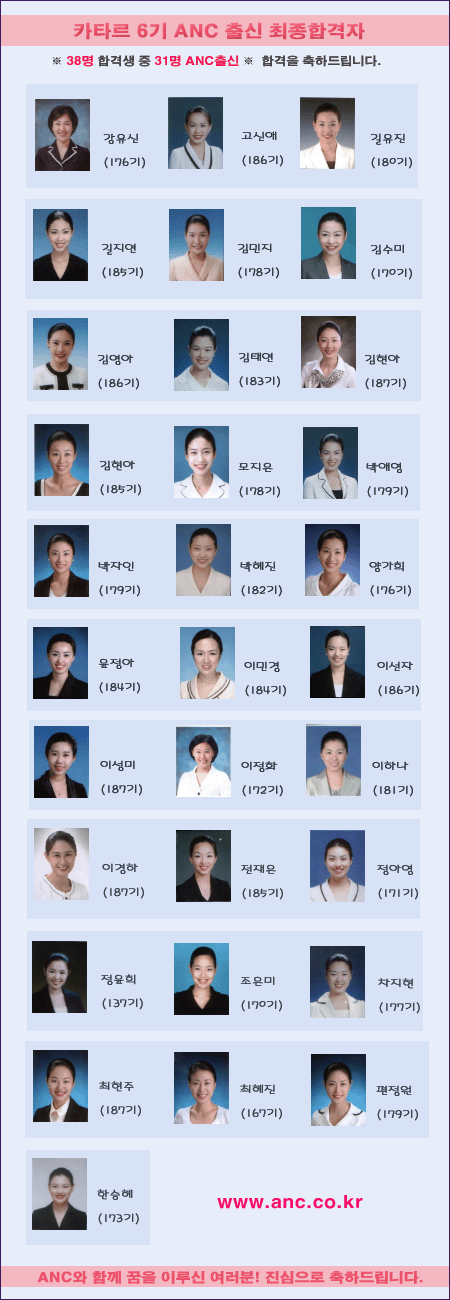 카타르 6기 ANC 출신 최종합격자
※ 38명 합격생 중 31명 ANC출신 ※ 합격을 축하드립니다.
강유신 고신애 길유진
(176기) (186기) (180기)
김지연 김민지 김수미
(185기) (178기) (170기)
김영아 김태연 김현아
(186기) (183기) (187기)
김현아 모지윤 박애영
(185기) (178기) (179기)
박자인 박혜진 양가희
(179기) (182기) (176기)
윤정아 이민경 이선자
(184기) (184기) (186기)
이성미 이정화 이하나
(187기) (172기) (181기)
이경하 전재은 정아영
(187기) (185기) (171기)
정윤희 조은미 차지현
(137기) (170기) (177기)
최현주 최혜진 편정원
(187기) (167기) (179기)
한승혜
(173기)
www.anc.co.kr
ANC와 함께 꿈을 이루신 여러분! 진심으로 축하드립니다.